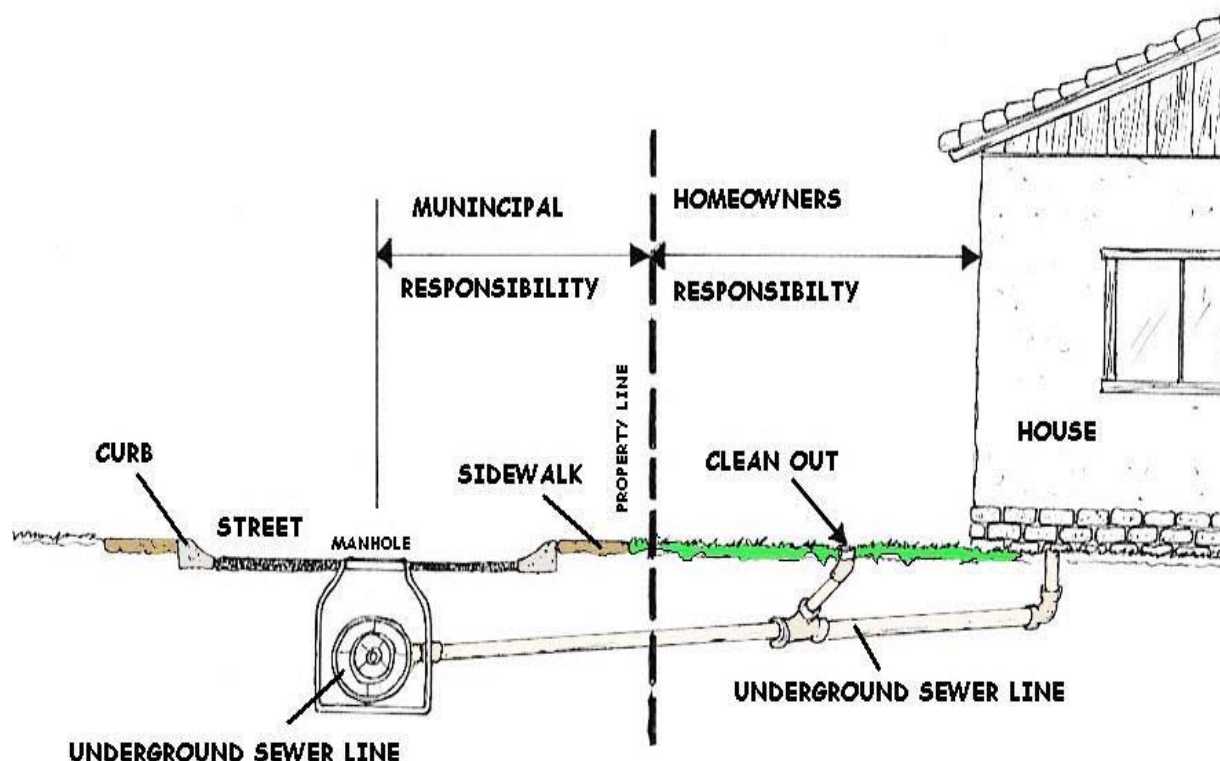 MUNINCIPAL
RESPONSIBILITY
HOMEOWNERS
RESPONSIBILTY
PROPERTY LINE
CURB
STREET
MANHOLE
SIDEWALK
CLEAN OUT
HOUSE
UNDERGROUND SEWER LINE
UNDERGROUND SEWER LINE